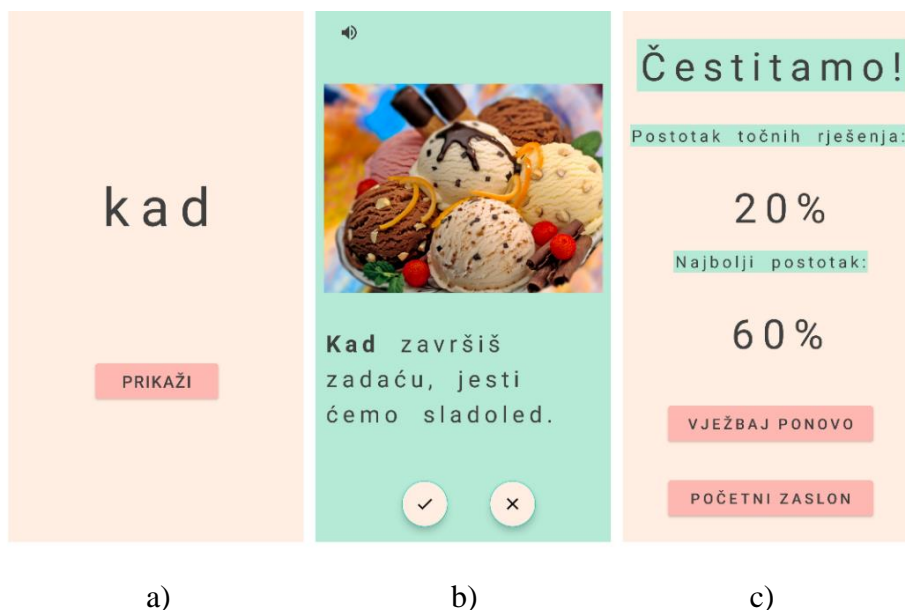 kad
PRIKAŽI
Kad završiš
zadaću, jesti
ćemo sladoled.
Čestitamo!
Postotak točnih rješenja:
20%
Najbolji postotak:
60%
VJEŽBAJ PONOVO
POČETNI ZASLON
a)
b)
c)